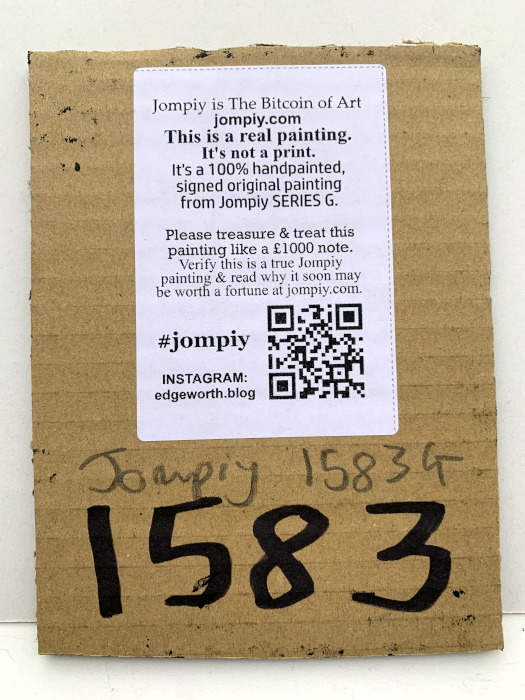 Jompiy is The Bitcoin of Art
jompiy.com
This is a real painting.
It's not a print.
It's a 100% handpainted,
signed original painting
from Jompiy SERIES G.
Please treasure & treat this
painting like a £1000 note.
Verify this is a true Jompiy
painting & read why it soon may
be worth a fortune at jompiy.com.
#jompiy
INSTAGRAM:
edgeworth.blog
Jompiy 1583G
1583